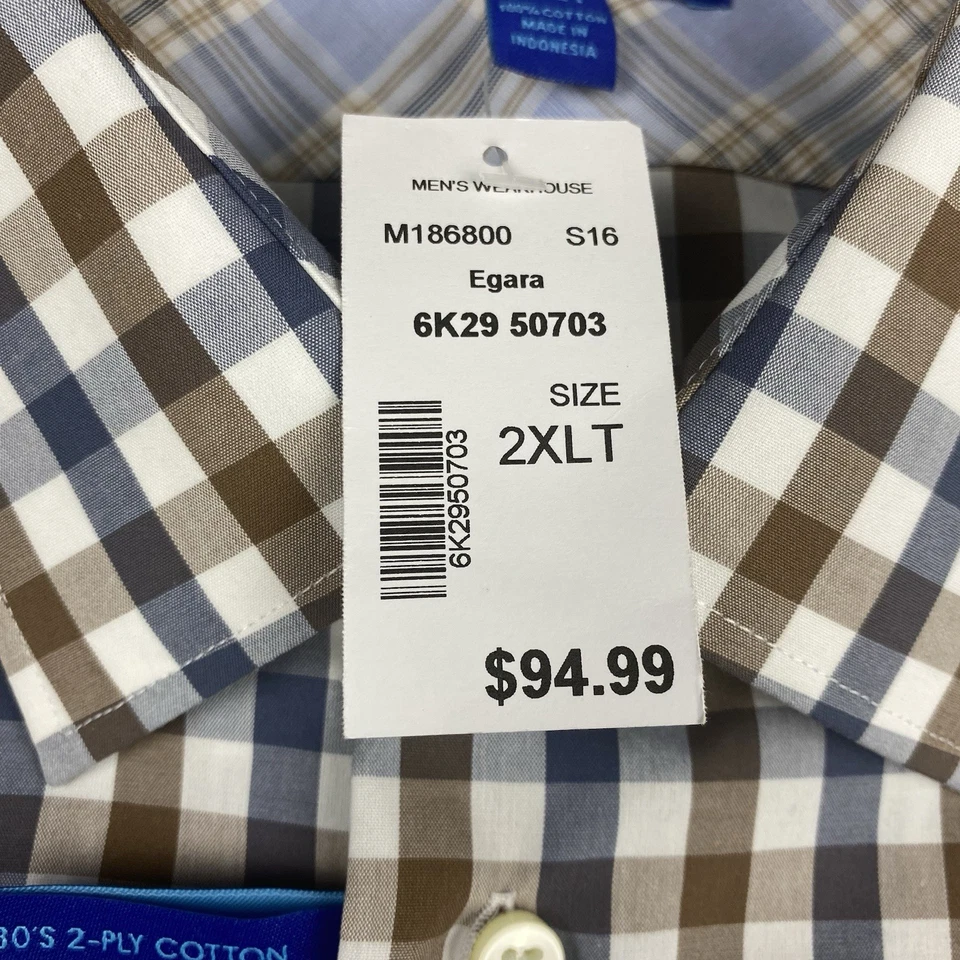 100% COTTON
MADE IN
INDONESIA
MEN'S WEARHOUSE
M186800 S16
Egara
6K29 50703
SIZE
2XLT
6K2950703
$94.99
80'S 2-PLY COTTON